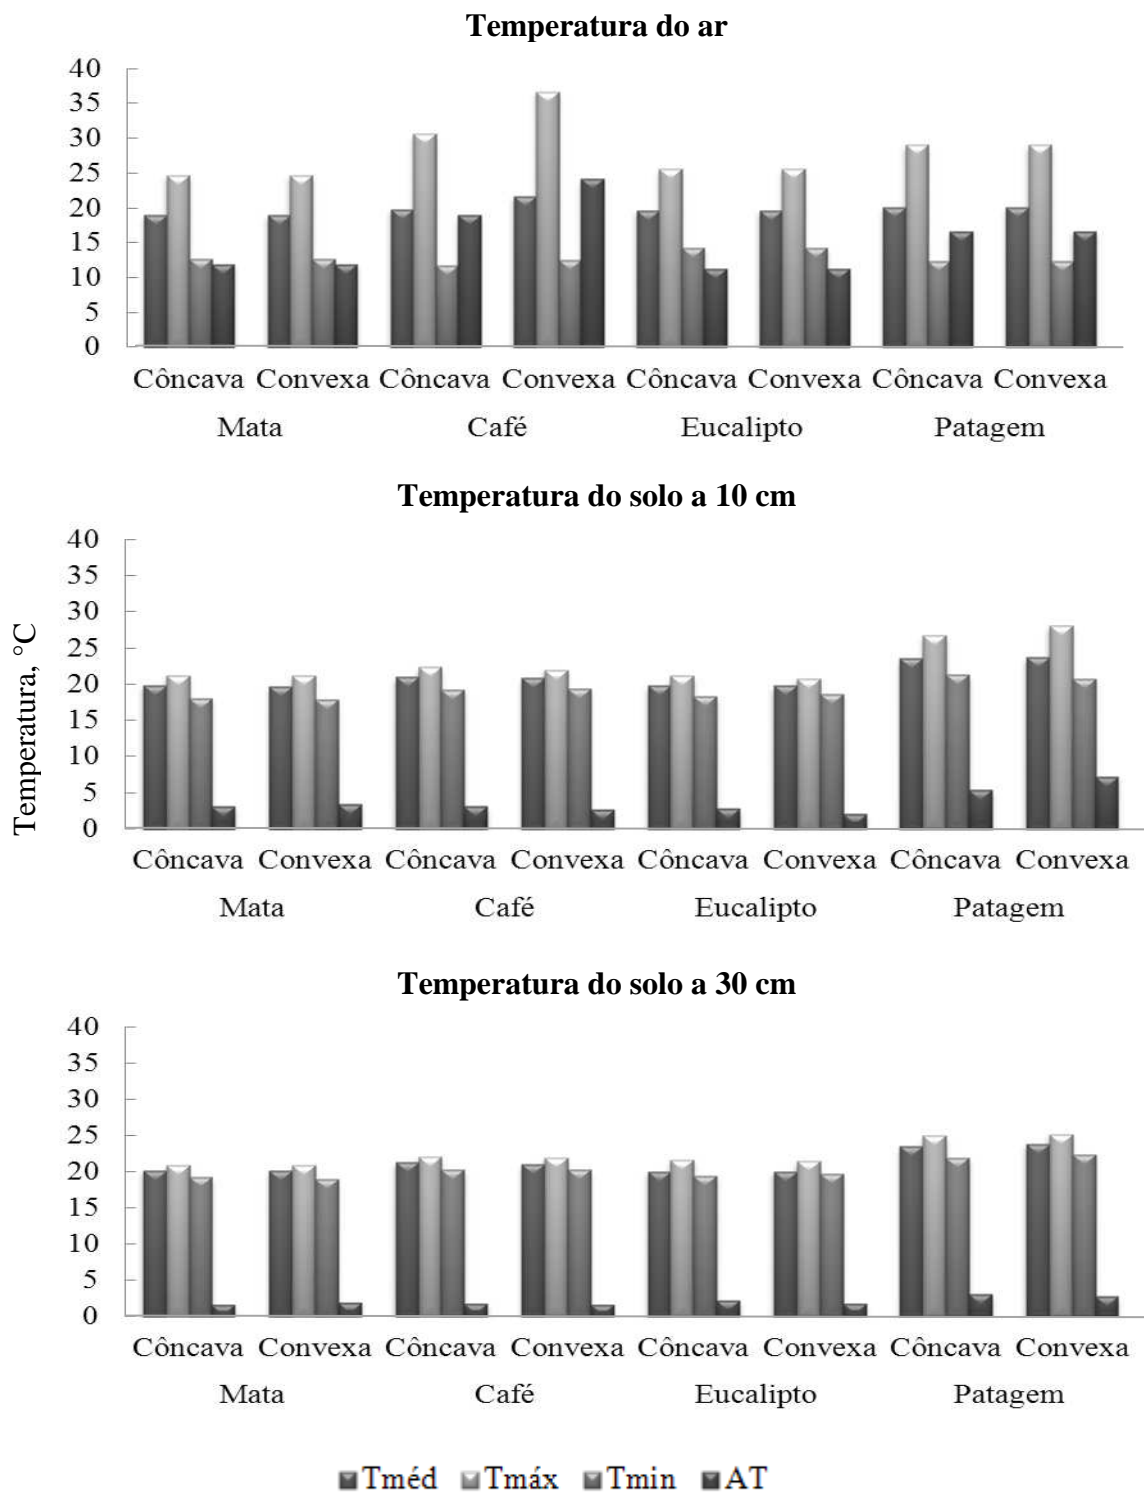 Temperatura do ar
40
35
30
25
20
15
10
5
0
Côncava Convexa Côncava Convexa Côncava Convexa Côncava Convexa
Mata Café Eucalipto Patagem
Temperatura do solo a 10 cm
40
35
30
25
20
15
10
5
0
Temperatura, °C
Côncava Convexa Côncava Convexa Côncava Convexa Côncava Convexa
Mata Café Eucalipto Patagem
Temperatura do solo a 30 cm
40
35
30
25
20
15
10
5
0
Côncava Convexa Côncava Convexa Côncava Convexa Côncava Convexa
Mata Café Eucalipto Patagem
Tméd Tmáx Tmin AT